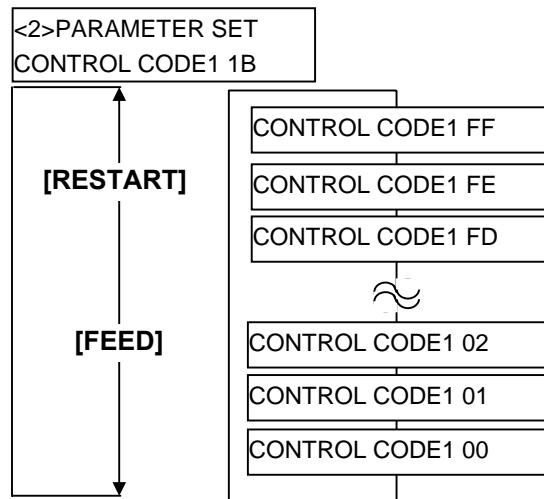 <2>PARAMETER SET
CONTROL CODE1 1B
CONTROL CODE1 FF
[RESTART]
CONTROL CODE1 FE
CONTROL CODE1 FD
[FEED]
CONTROL CODE1 02
CONTROL CODE1 01
CONTROL CODE1 00